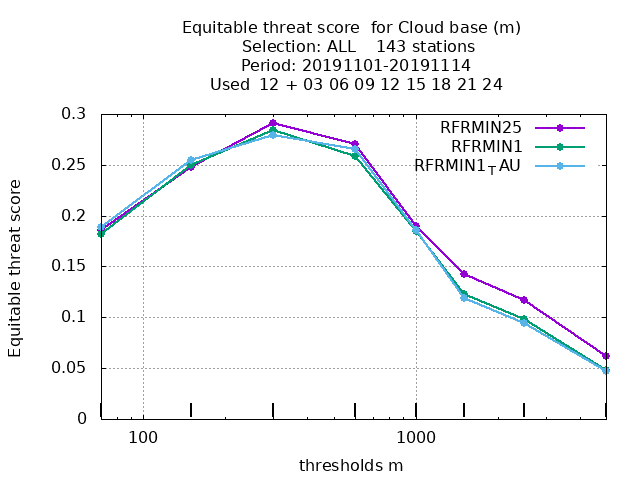 Equitable threat score  for Cloud base (m)
Selection: ALL    143 stations
Period: 20191101-20191114
Used  12 + 03 06 09 12 15 18 21 24
RFRMIN25
RFRMIN1
RFRMIN1TAU
Equitable threat score
0.3
0.25
0.2
0.15
0.1
0.05
0
100
1000
thresholds m